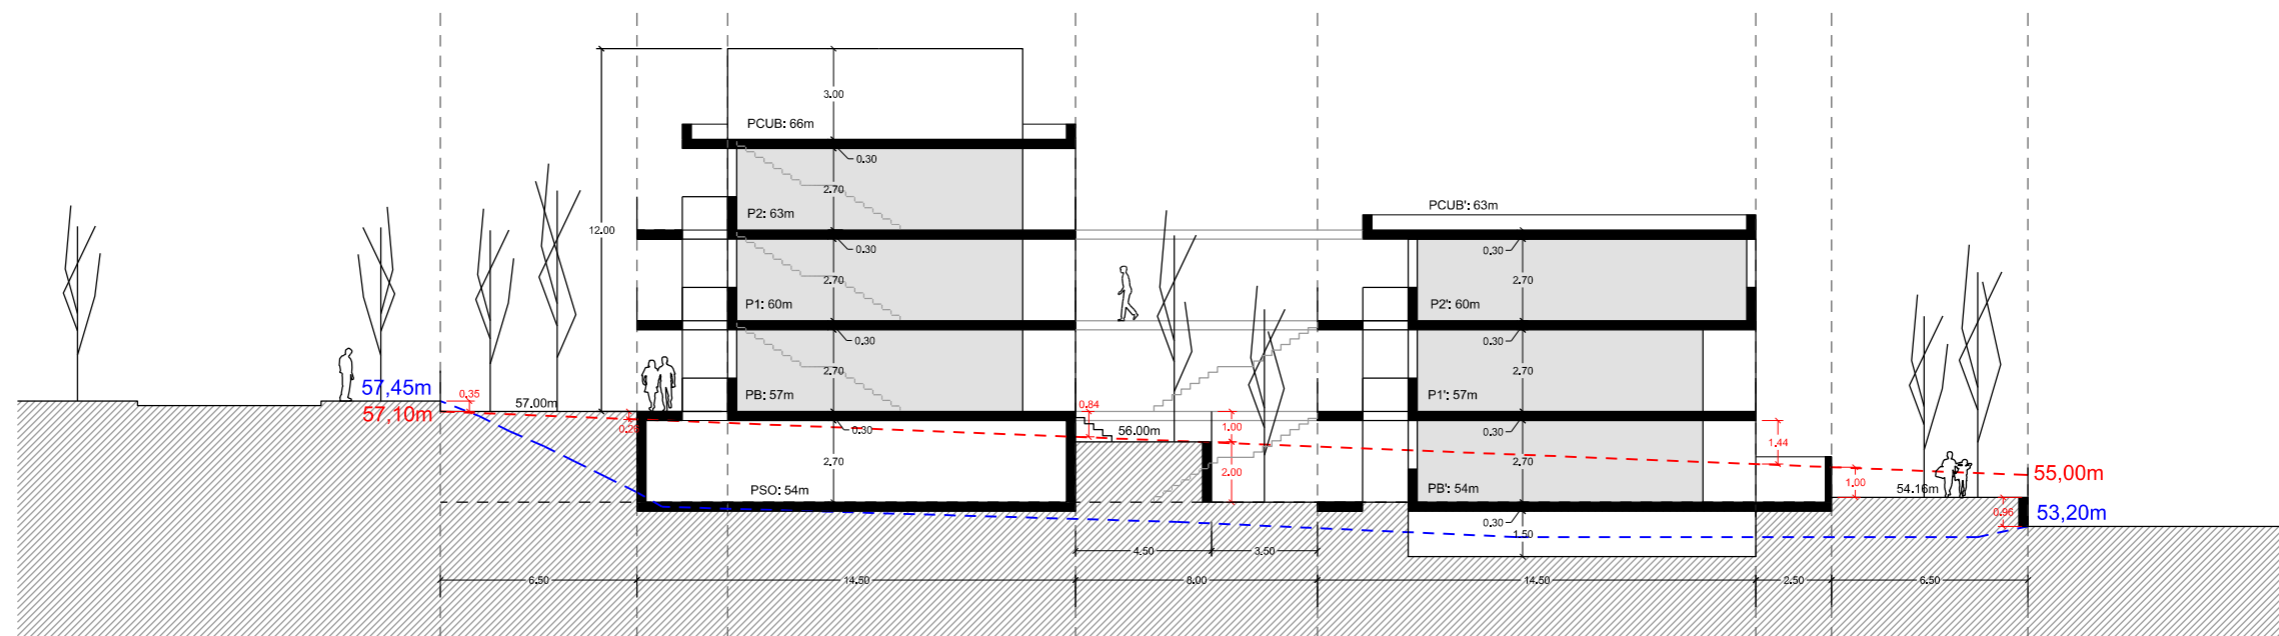 3.00
PCUB: 66m
0.30
2.70
P2: 63m
12.00
0.30
2.70
P1: 60m
0.30
2.70
PB: 57m
0.30
2.70
PSO: 54m
57,45m
57,10m
0.35
57.00m
0.20
0.84
56.00m
1.00
2.00
PCUB': 63m
0.30
2.70
P2': 60m
0.30
2.70
P1': 57m
0.30
2.70
PB': 54m
0.30
1.50
1.44
1.00
54.16m
0.96
55,00m
53,20m
4.50
3.50
6.50
14.50
8.00
14.50
2.50
6.50